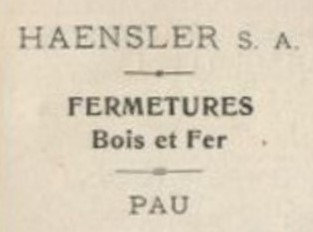 HAENSLER S. A.
FERMETURES
Bois et Fer
PAU